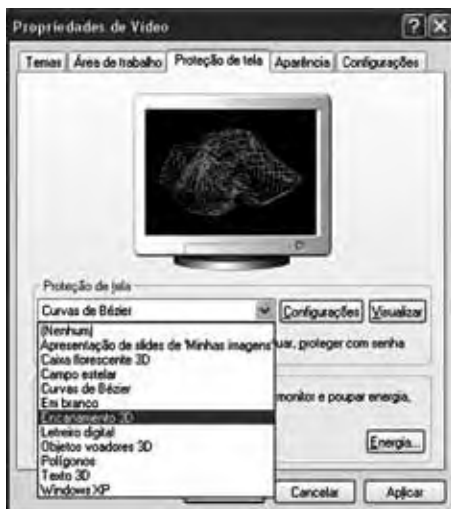 Propriedades de Vídeo
Temas Área de trabalho Proteção de tela Aparência Configurações
Proteção de tela
Curvas de Bézier Configurações Visualizar
(Nenhum)
Apresentação de slides de 'Minhas imagens' uar, proteger com senha
Caixa florescente 3D
Campo estelar
Curvas de Bézier
Em branco monitor e poupar energia,
Encanamento 3D
Letreiro digital
Objetos voadores 3D Energia...
Polígonos
Texto 3D
Windows XP Cancelar Aplicar